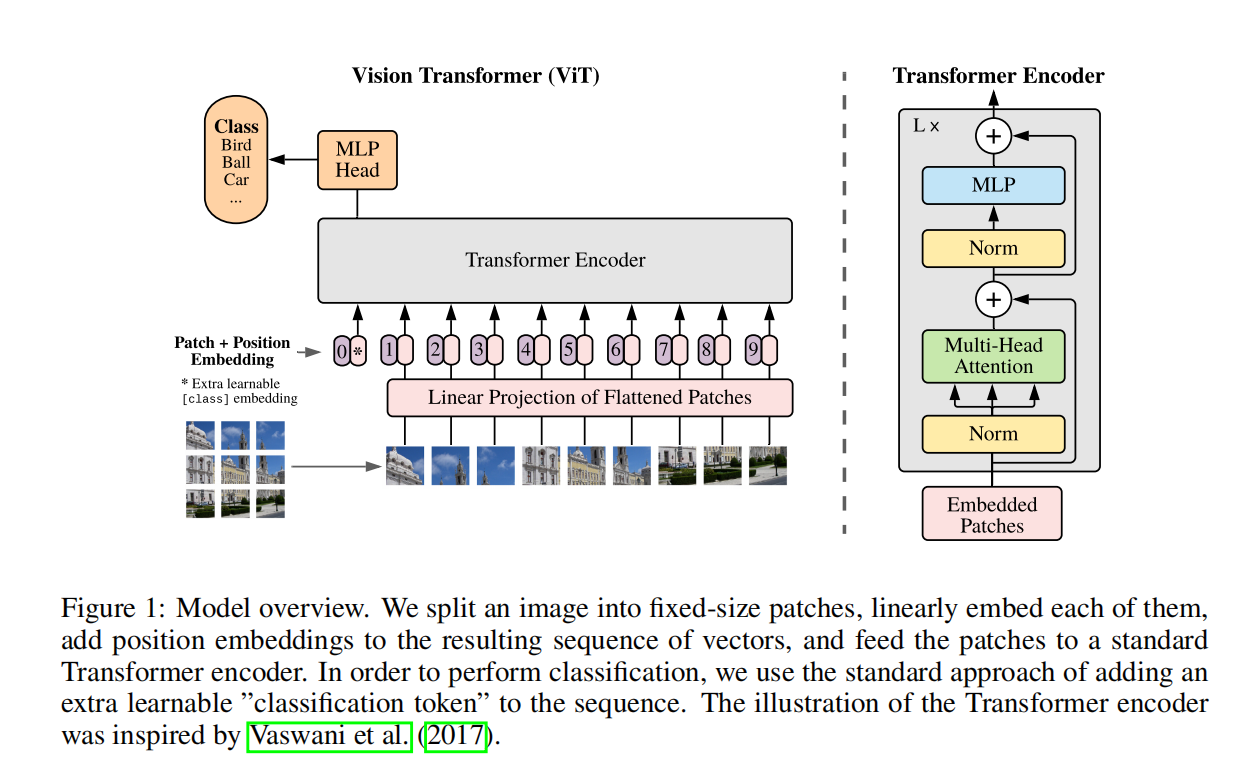 Vision Transformer (ViT)
Class
Bird
Ball
Car
...
MLP
Head
Transformer Encoder
Patch + Position
Embedding
0 * 1 2 3 4 5 6 7 8 9
* Extra learnable
[class] embedding
Linear Projection of Flattened Patches
Transformer Encoder
L x
+
MLP
Norm
+
Multi-Head
Attention
Norm
Embedded
Patches
Figure 1: Model overview. We split an image into fixed-size patches, linearly embed each of them,
add position embeddings to the resulting sequence of vectors, and feed the patches to a standard
Transformer encoder. In order to perform classification, we use the standard approach of adding an
extra learnable ”classification token” to the sequence. The illustration of the Transformer encoder
was inspired by Vaswani et al. (2017).